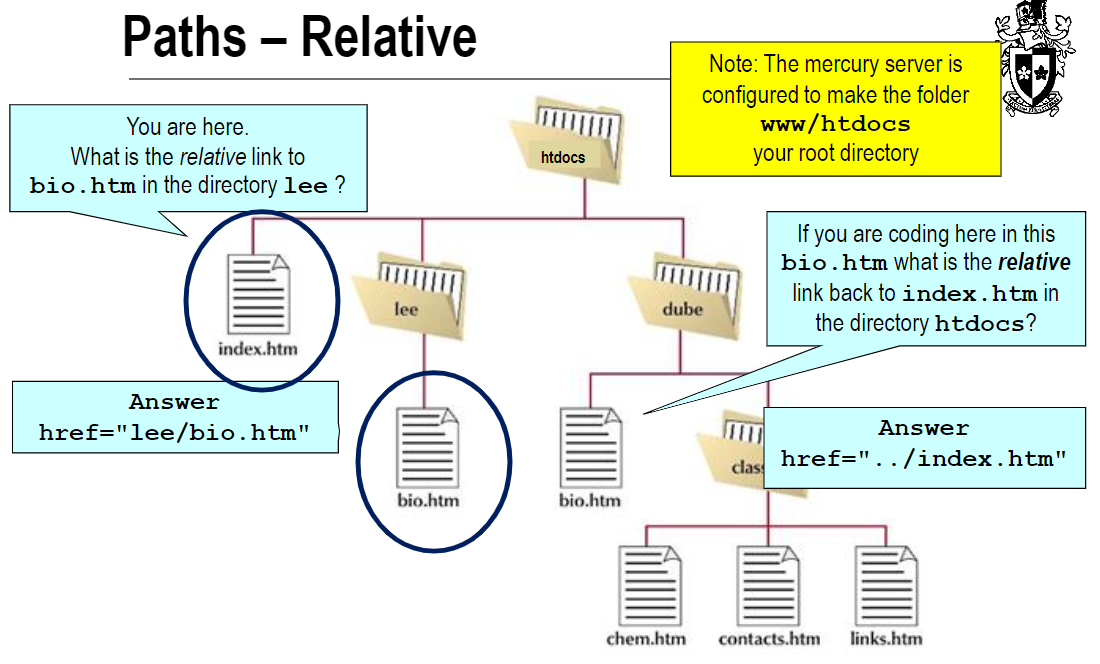 Paths – Relative
Note: The mercury server is
configured to make the folder
www/htdocs
your root directory
You are here.
What is the relative link to
bio.htm in the directory lee ?
htdocs
If you are coding here in this
bio.htm what is the relative
link back to index.htm in
the directory htdocs?
index.htm
lee
dube
Answer
href="lee/bio.htm"
Answer
href="../index.htm"
bio.htm
bio.htm
chem.htm
contacts.htm
links.htm